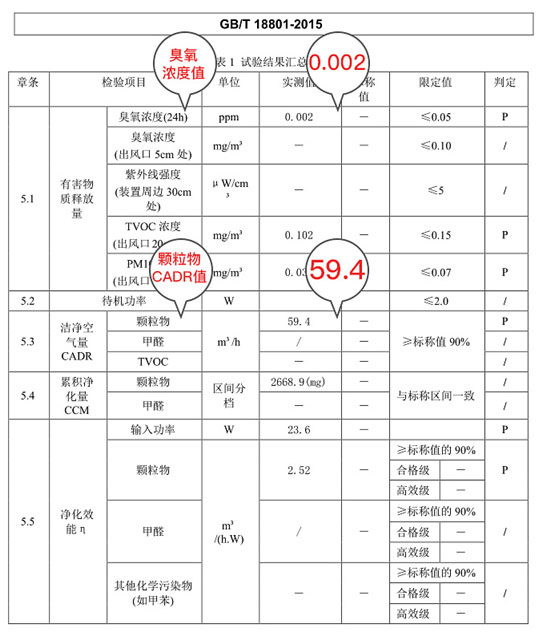 GB/T 18801-2015
表 1 试验结果汇总
臭氧
浓度值
0.002
章条 检验项目 单位 实测值 称值 限定值 判定
5.1 有害物质释放量
臭氧浓度(24h) ppm 0.002 — ≤0.05 P
臭氧浓度
(出风口 5cm 处) mg/m³ — — ≤0.10 /
紫外线强度
(装置周边 30cm
处) μW/cm³ — — ≤5 /
TVOC 浓度
(出风口 20 mg/m³ 0.102 — ≤0.15 P
PM10
(出风口 mg/m³ 0.0 — ≤0.07 P
颗粒物
CADR值
59.4
5.2 待机功率 W ≤2.0 /
5.3 洁净空气量 CADR m³/h ≥标称值 90%
颗粒物 59.4 — P
甲醛 / — /
TVOC — — /
5.4 累积净化量 CCM 区间分档 与标称区间一致
颗粒物 2668.9(mg) — /
甲醛 — — /
5.5 净化效能 η
输入功率 W 23.6 — P
m³/(h.W)
颗粒物 2.52 — P
≥标称值的 90%
合格级 —
高效级 —
甲醛 / — /
≥标称值的 90%
合格级 —
高效级 —
其他化学污染物
(如甲苯) — — /
≥标称值的 90%
合格级 —
高效级 —